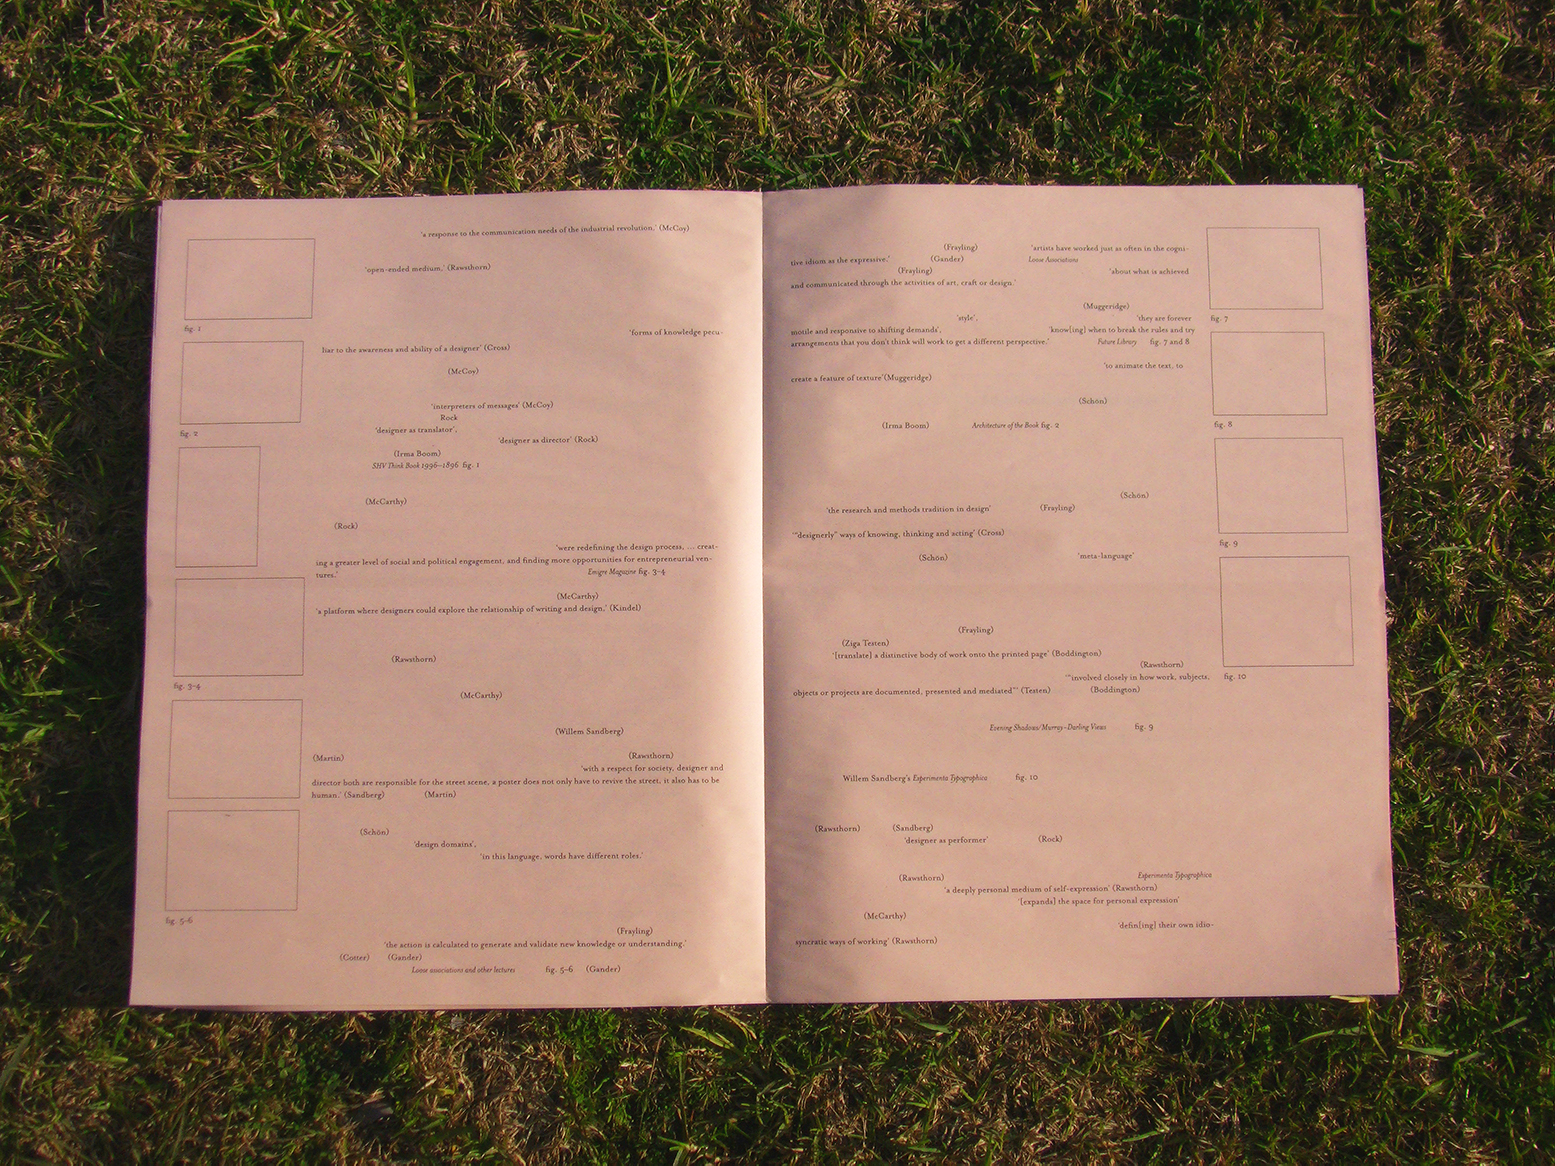 'a response to the communication needs of the industrial revolution,' (McCoy)
'open-ended medium,' (Rawsthorn)
'forms of knowledge pecu-
liar to the awareness and ability of a designer' (Cross)
(McCoy)
'interpreters of messages' (McCoy)
Rock
'designer as translator',
'designer as director' (Rock)
(Irma Boom)
SHV Think Book 1996–1896 fig. 1
(McCarthy)
(Rock)
'were redefining the design process, ... creat-
ing a greater level of social and political engagement, and finding more opportunities for entrepreneurial ven-
tures.'
Emigre Magazine fig. 3-4
(McCarthy)
'a platform where designers could explore the relationship of writing and design,' (Kindel)
(Rawsthorn)
(McCarthy)
(Willem Sandberg)
(Martin) (Rawsthorn)
'with a respect for society, designer and
director both are responsible for the street scene, a poster does not only have to revive the street, it also has to be
human.' (Sandberg) (Martin)
(Schön)
'design domains',
'in this language, words have different roles,'
(Frayling)
'the action is calculated to generate and validate new knowledge or understanding.'
(Cotter) (Gander)
Loose associations and other lectures fig. 5-6 (Gander)
fig. 1
fig. 2
fig. 3-4
fig. 5-6
(Frayling) 'artists have worked just as often in the cogni-
tive idiom as the expressive.' (Gander) Loose Associations
(Frayling) 'about what is achieved
and communicated through the activities of art, craft or design.'
(Muggeridge)
'style', 'they are forever
motile and responsive to shifting demands', 'know[ing] when to break the rules and try
arrangements that you don't think will work to get a different perspective,' Future Library fig. 7 and 8
'to animate the text, to
create a feature of texture'(Muggeridge)
(Schön)
(Irma Boom) Architecture of the Book fig. 2
(Schön)
'the research and methods tradition in design' (Frayling)
'"designerly" ways of knowing, thinking and acting' (Cross)
(Schön) 'meta-language'
(Frayling)
(Ziga Testen)
'[translate] a distinctive body of work onto the printed page' (Boddington)
(Rawsthorn)
'"involved closely in how work, subjects,
objects or projects are documented, presented and mediated"' (Testen) (Boddington)
Evening Shadows/Murray-Darling Views fig. 9
Willem Sandberg's Experimenta Typographica fig. 10
(Rawsthorn) (Sandberg)
'designer as performer' (Rock)
(Rawsthorn) Experimenta Typographica
'a deeply personal medium of self-expression' (Rawsthorn)
'[expands] the space for personal expression'
(McCarthy)
'defin[ing] their own idio-
syncratic ways of working' (Rawsthorn)
fig. 7
fig. 8
fig. 9
fig. 10